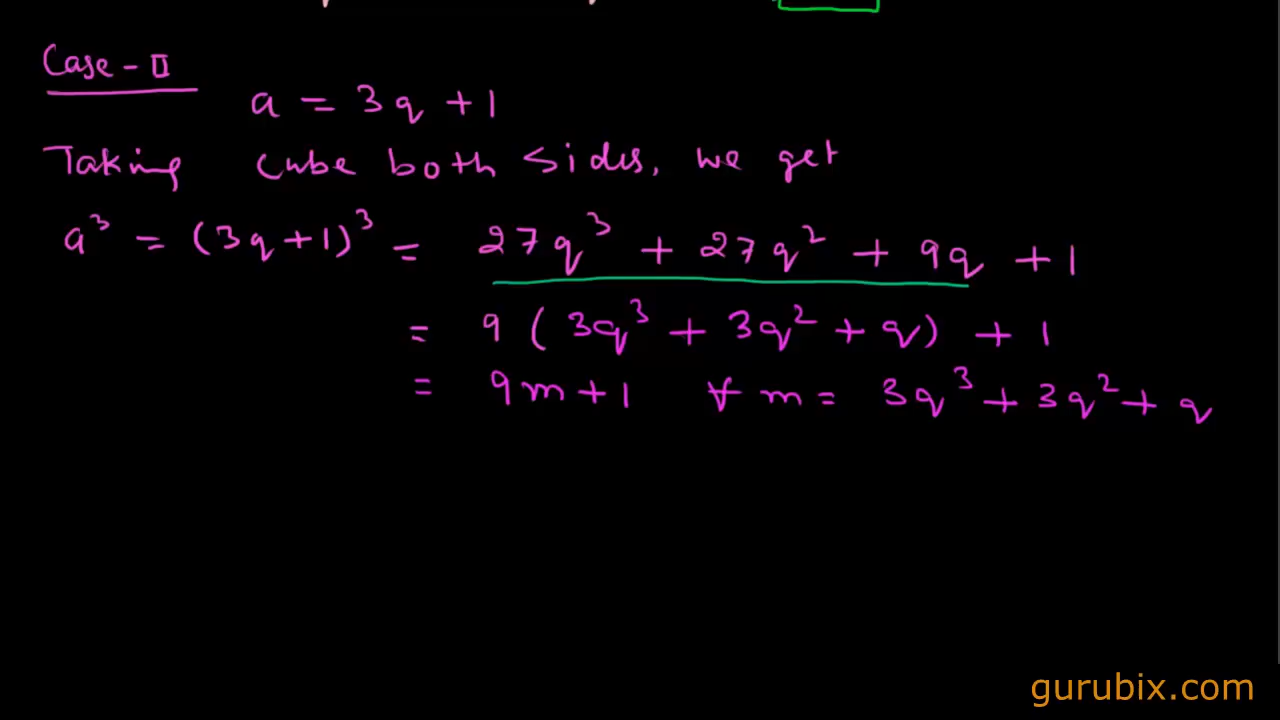 Case - II
a = 3q + 1
Taking cube both sides, we get
a³ = (3q+1)³ = 27q³ + 27q² + 9q + 1
= 9 (3q³ + 3q² + q) + 1
= 9m + 1 ∀ m = 3q³ + 3q² + q
gurubix.com